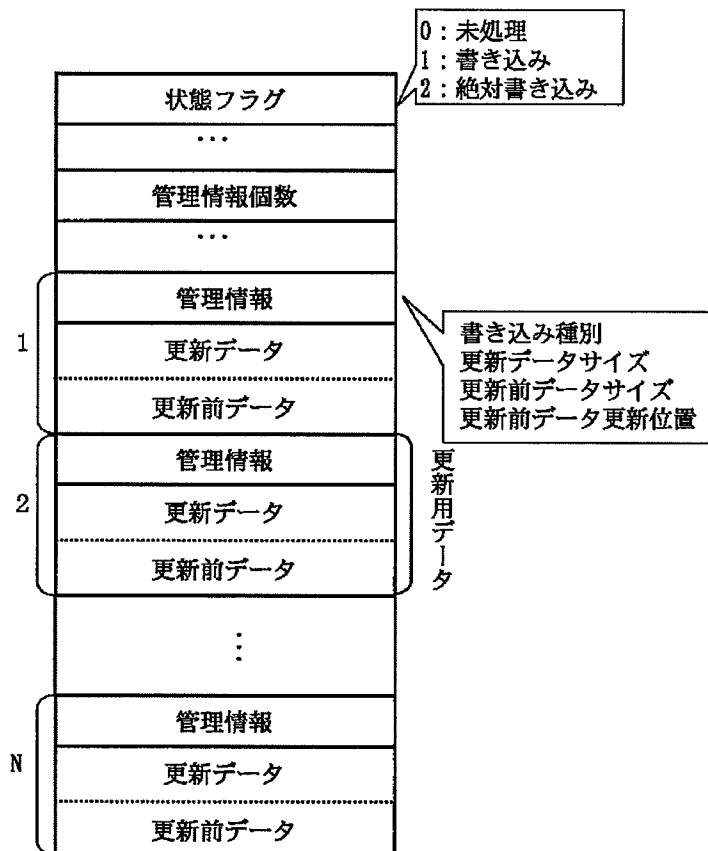 0：未処理
1：書き込み
2：絶対書き込み
状態フラグ
…
管理情報個数
…
1
管理情報
更新データ
更新前データ
書き込み種別
更新データサイズ
更新前データサイズ
更新前データ更新位置
2
管理情報
更新データ
更新前データ
更新用データ
⋮
N
管理情報
更新データ
更新前データ